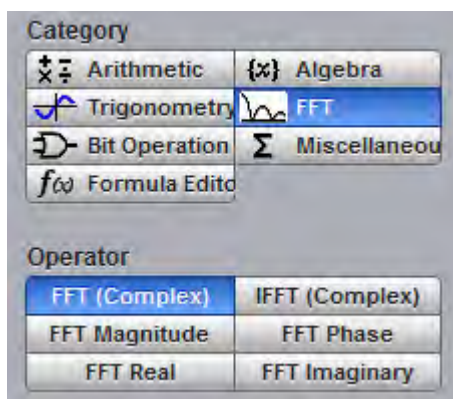 Category
Arithmetic {x} Algebra
Trigonometry FFT
Bit Operation Σ Miscellaneou
f(x) Formula Edito
Operator
FFT (Complex) IFFT (Complex)
FFT Magnitude FFT Phase
FFT Real FFT Imaginary